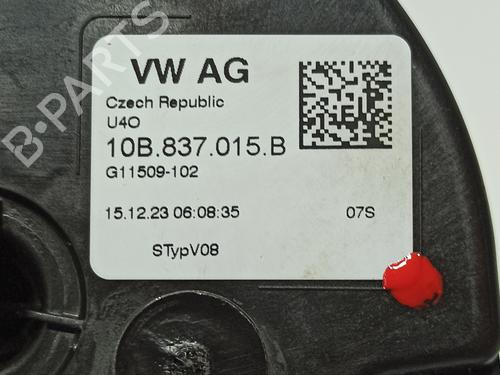 VW AG
Czech Republic
U4O
10B.837.015.B
G11509-102
15.12.23 06:08:35 07S
STypV08
B-PARTS